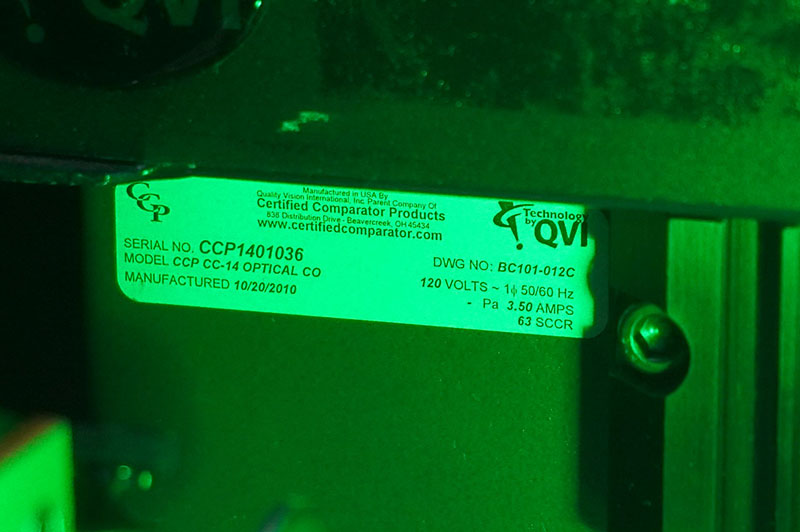 QVI
CCP
Manufactured in USA By
Quality Vision International, Inc. Parent Company Of
Certified Comparator Products
838 Distribution Drive - Beavercreek, OH 45434
www.certifiedcomparator.com
Technology
by QVI
SERIAL NO. CCP1401036
MODEL CCP CC-14 OPTICAL CO
MANUFACTURED 10/20/2010
DWG NO: BC101-012C
120 VOLTS ~ 1ϕ 50/60 Hz
- Pa 3.50 AMPS
63 SCCR